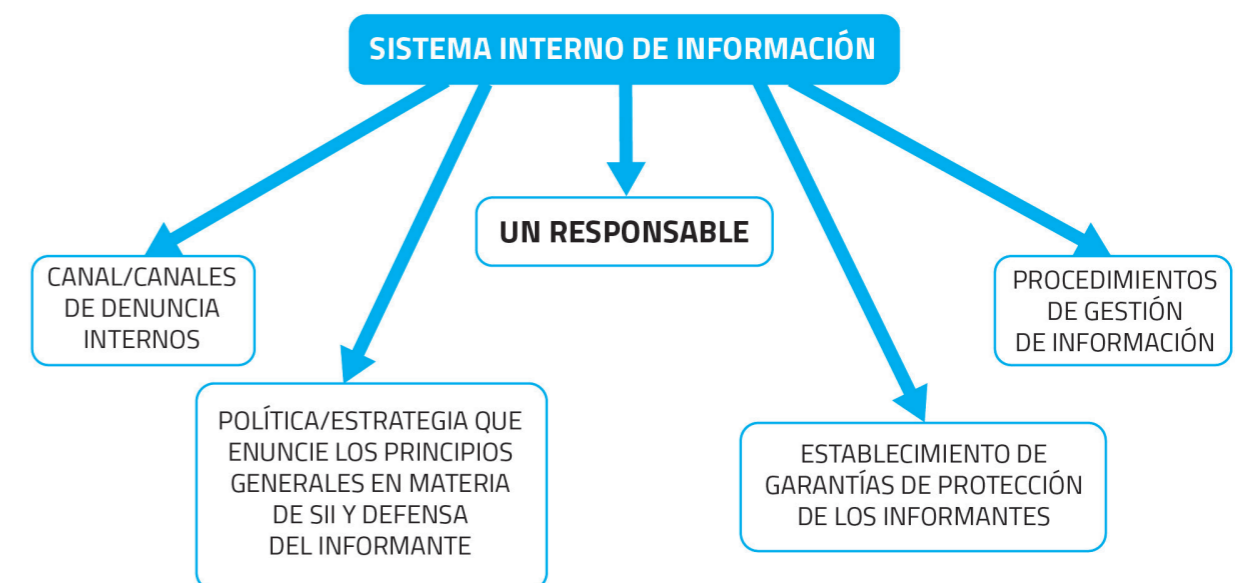 SISTEMA INTERNO DE INFORMACIÓN
UN RESPONSABLE
CANAL/CANALES
DE DENUNCIA
INTERNOS
PROCEDIMIENTOS
DE GESTIÓN
DE INFORMACIÓN
POLÍTICA/ESTRATEGIA QUE
ENUNCIE LOS PRINCIPIOS
GENERALES EN MATERIA
DE SII Y DEFENSA
DEL INFORMANTE
ESTABLECIMIENTO DE
GARANTÍAS DE PROTECCIÓN
DE LOS INFORMANTES